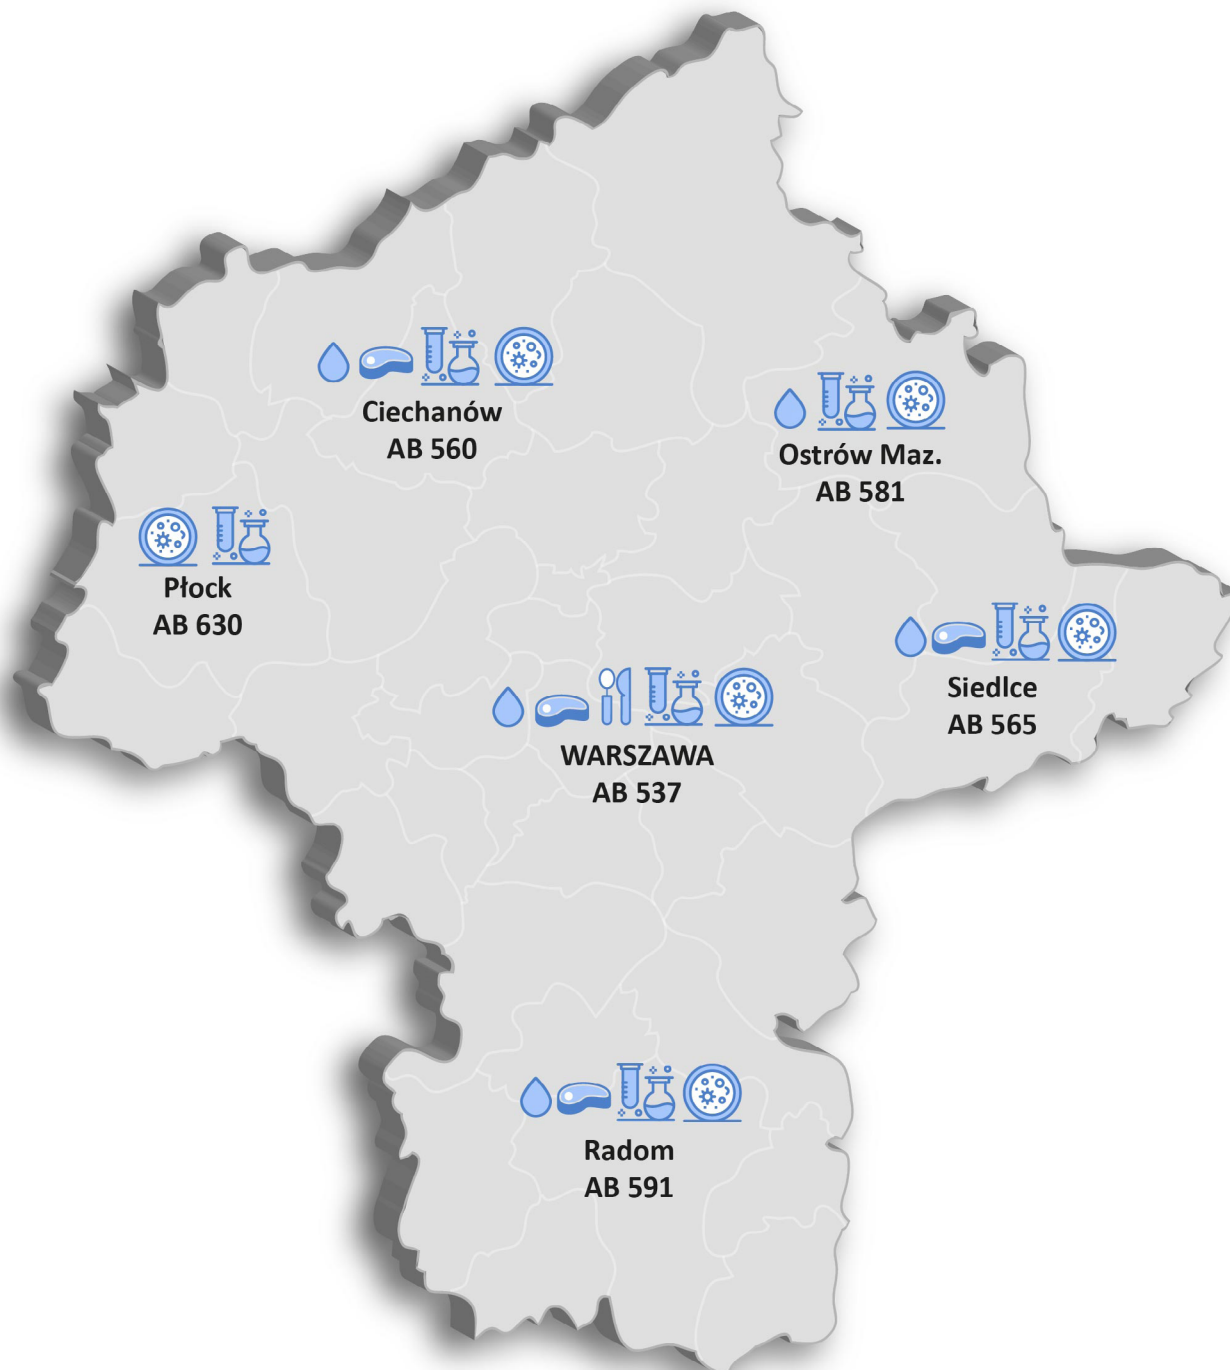 Ciechanów
AB 560
Ostrów Maz.
AB 581
Płock
AB 630
Siedlce
AB 565
WARSZAWA
AB 537
Radom
AB 591